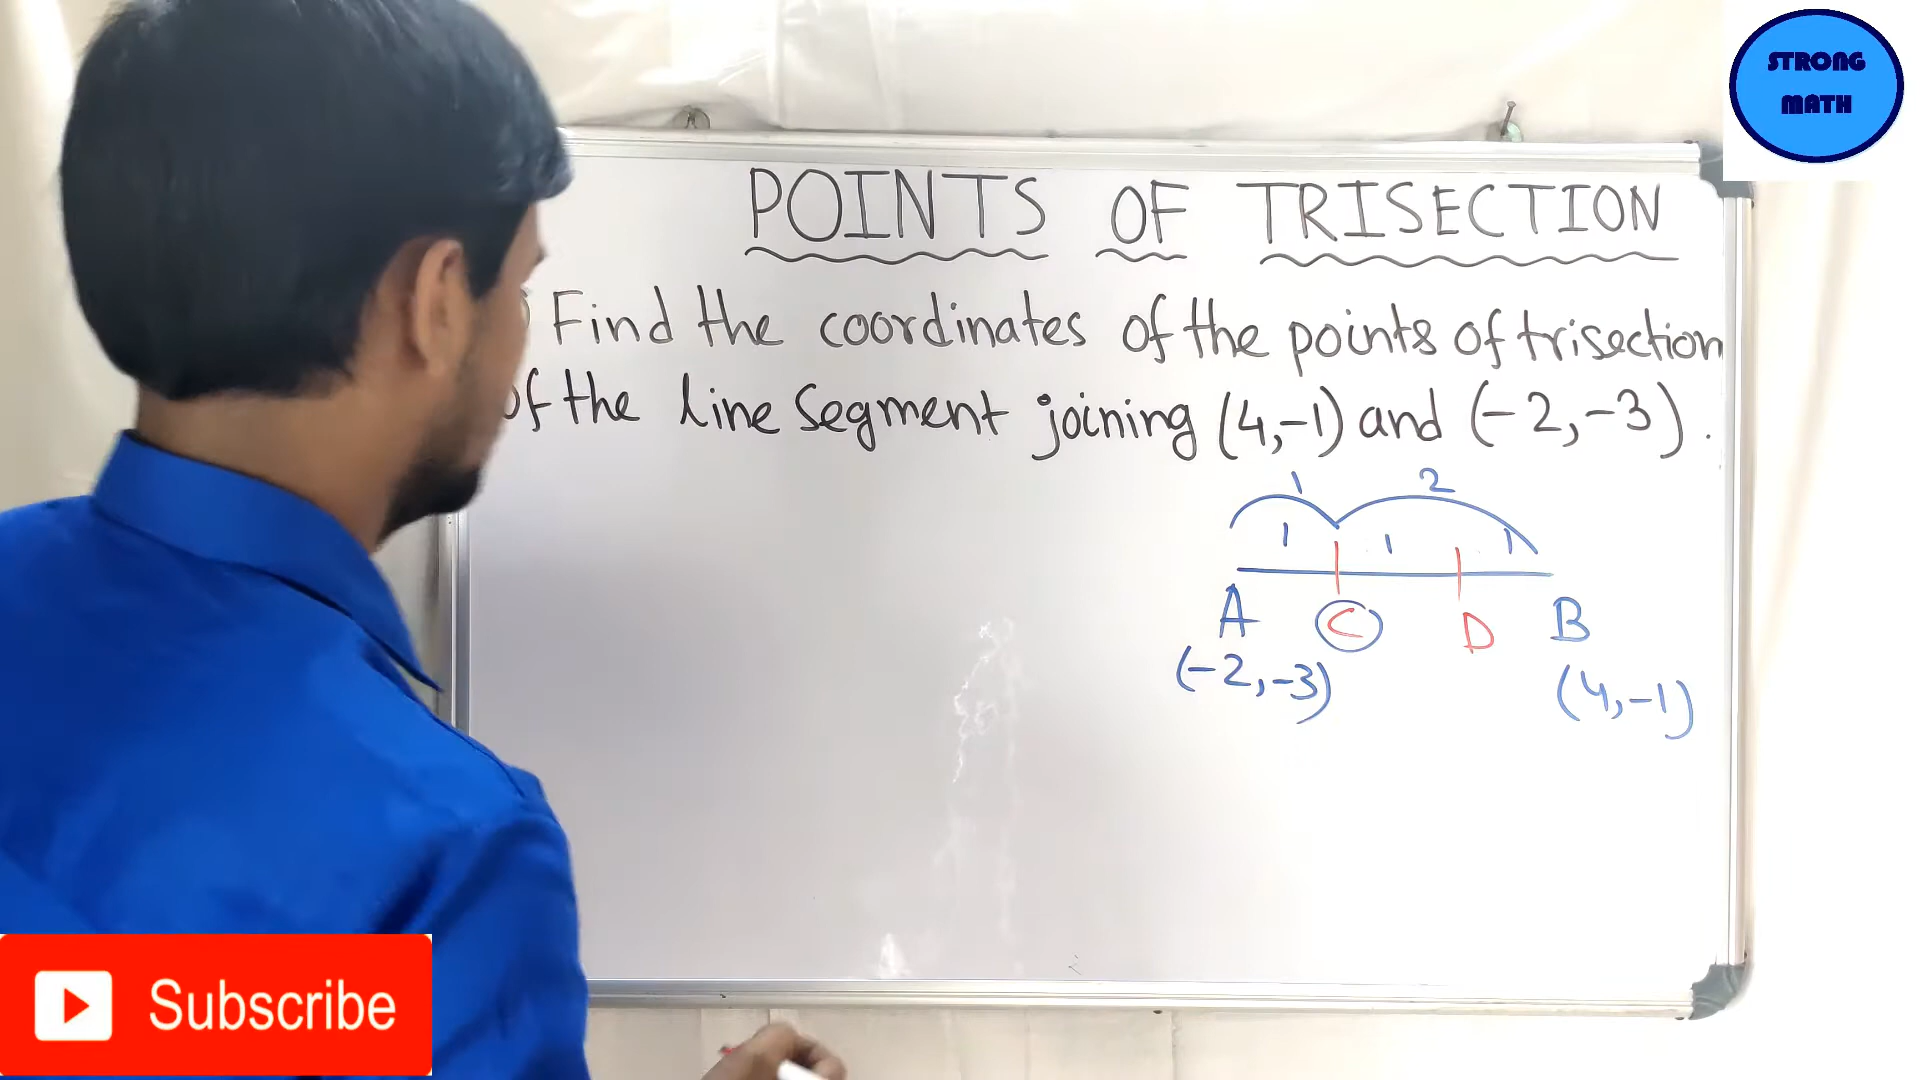 STRONG
MATH
POINTS OF TRISECTION
Find the coordinates of the points of trisection
of the line segment joining (4,-1) and (-2,-3).
1 2
1 1 1
A C D B
(-2,-3) (4,-1)
Subscribe